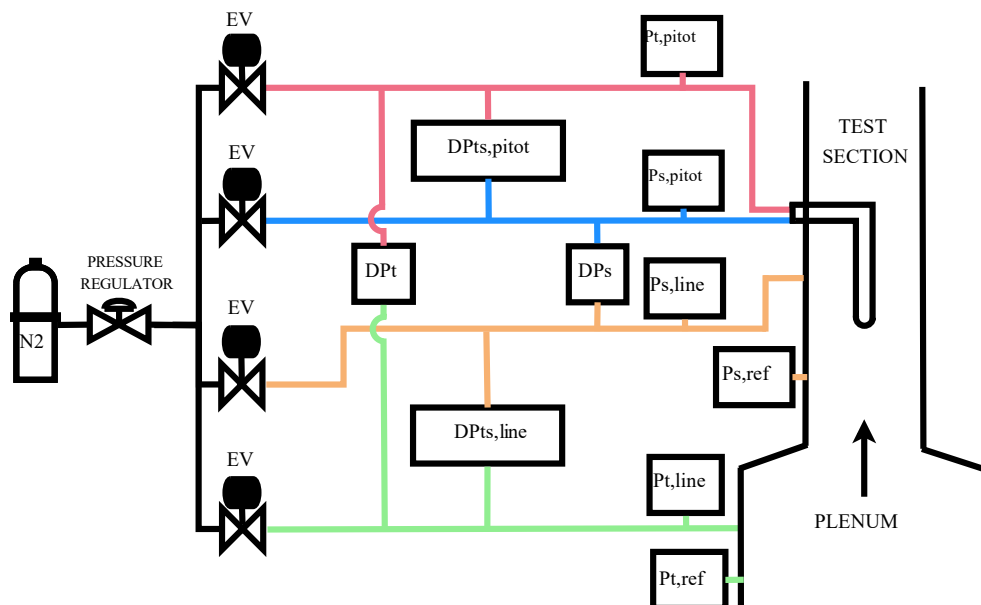 EV
Pt,pitot
TEST
SECTION
DPts,pitot
EV
Ps,pitot
PRESSURE
REGULATOR
DPt
DPs
Ps,line
N2
EV
Ps,ref
DPts,line
EV
Pt,line
PLENUM
Pt,ref